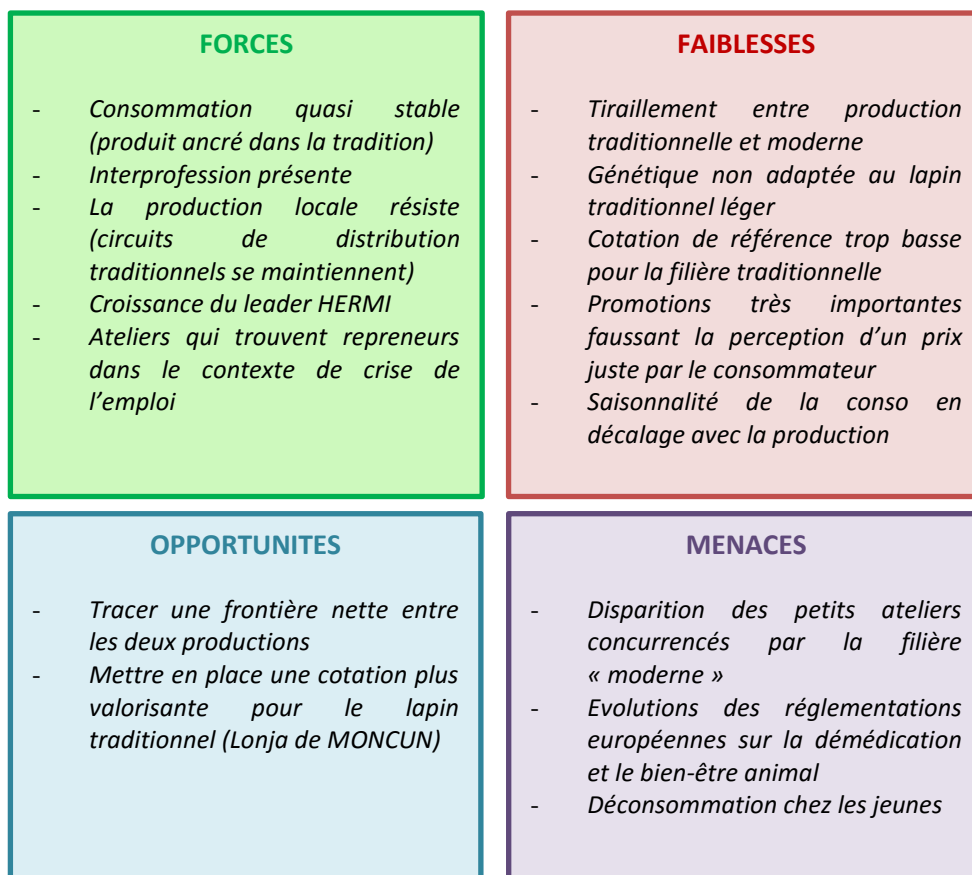 FORCES
- Consommation quasi stable
(produit ancré dans la tradition)
- Interprofession présente
- La production locale résiste
(circuits de distribution
traditionnels se maintiennent)
- Croissance du leader HERMI
- Ateliers qui trouvent repreneurs
dans le contexte de crise de
l'emploi
FAIBLESSES
- Tiraillement entre production
traditionnelle et moderne
- Génétique non adaptée au lapin
traditionnel léger
- Cotation de référence trop basse
pour la filière traditionnelle
- Promotions très importantes
faussant la perception d'un prix
juste par le consommateur
- Saisonnalité de la conso en
décalage avec la production
OPPORTUNITES
- Tracer une frontière nette entre
les deux productions
- Mettre en place une cotation plus
valorisante pour le lapin
traditionnel (Lonja de MONCUN)
MENACES
- Disparition des petits ateliers
concurrencés par la filière
« moderne »
- Evolutions des réglementations
européennes sur la démédication
et le bien-être animal
- Déconsommation chez les jeunes